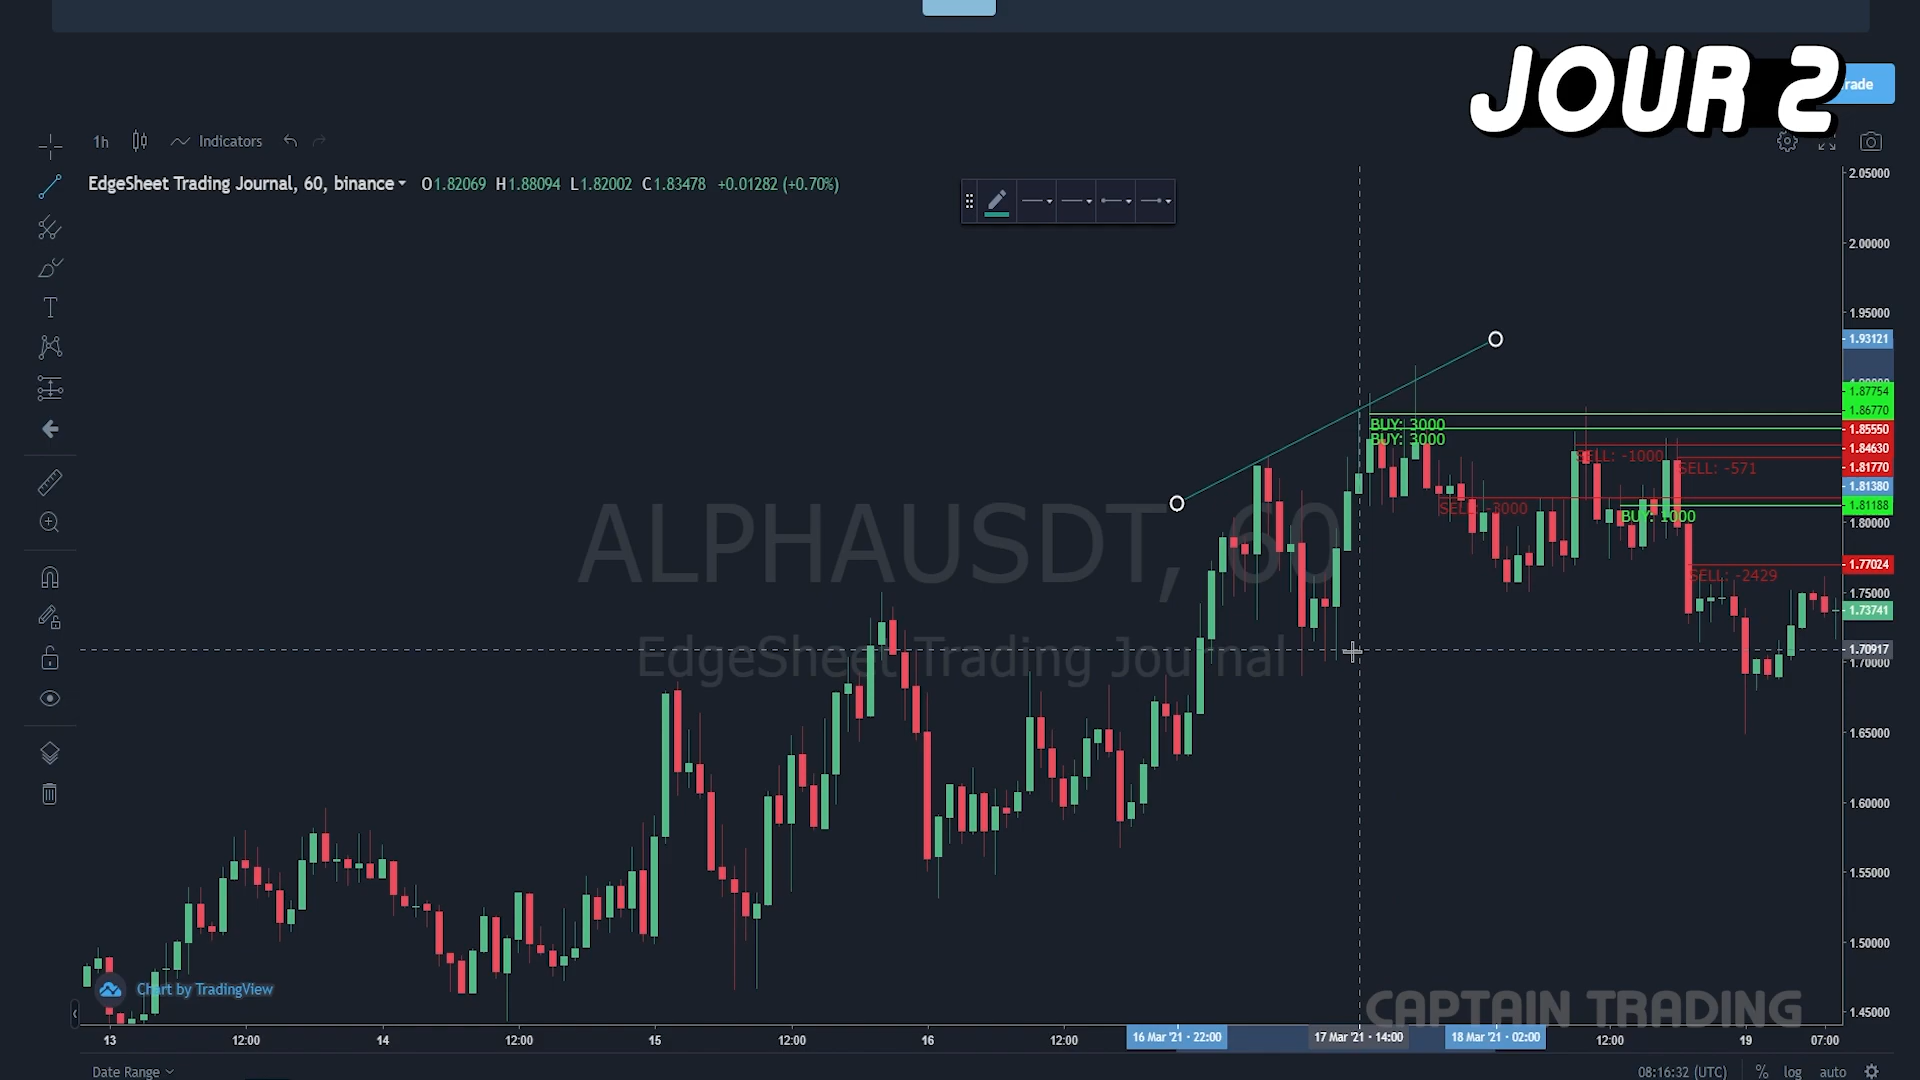 JOUR 2
rade
1h
Indicators
EdgeSheet Trading Journal, 60, binance
O1.82069 H1.88094 L1.82002 C1.83478 +0.01282 (+0.70%)
2.05000
2.00000
1.95000
1.93121
1.87754
1.86770
BUY: 3000
BUY: 3000
1.85550
1.84630
SELL: -1000
SELL: -571
1.81770
1.81380
1.81188
SELL: -3000
BUY: 1000
1.80000
ALPHAUSDT, 60
EdgeSheet Trading Journal
1.77024
SELL: -2429
1.75000
1.73741
1.70917
1.70000
1.65000
1.60000
1.55000
1.50000
1.45000
Chart by TradingView
CAPTAIN TRADING
13
12:00
14
12:00
15
12:00
16
12:00
16 Mar '21 · 22:00
17 Mar '21 · 14:00
18 Mar '21 · 02:00
12:00
19
07:00
Date Range
08:16:32 (UTC)
%
log
auto